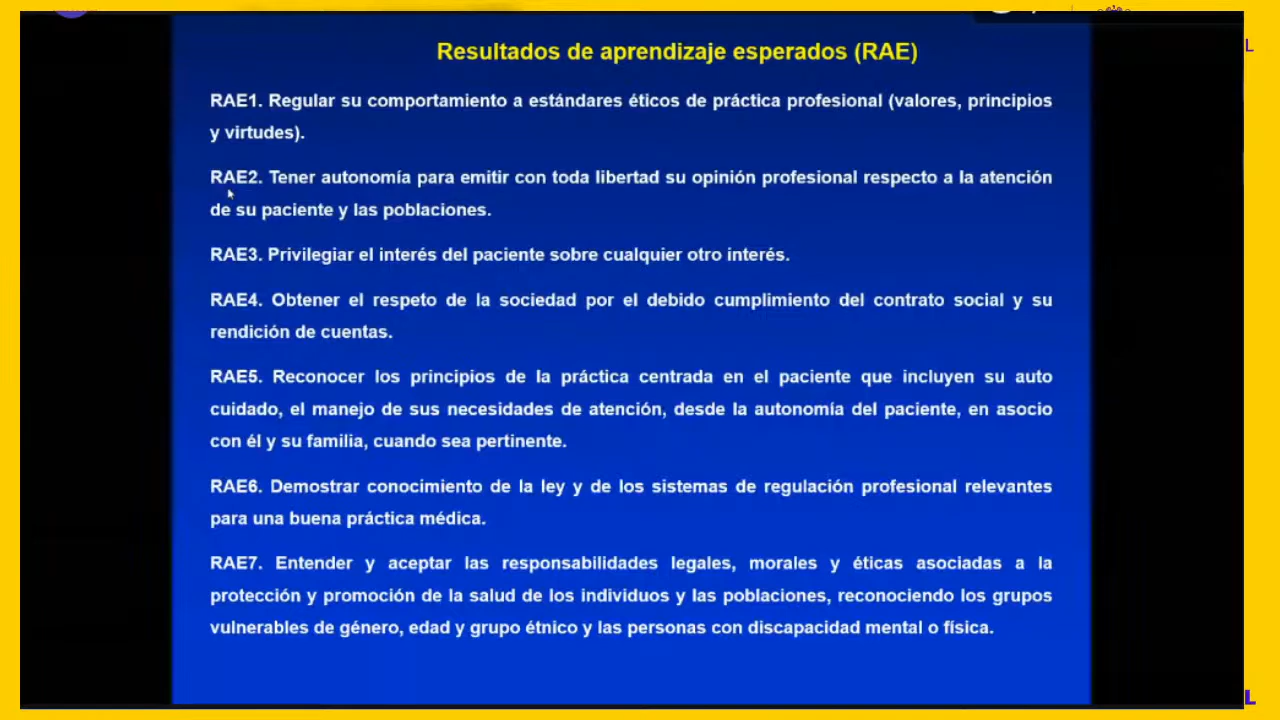 Resultados de aprendizaje esperados (RAE)
RAE1. Regular su comportamiento a estándares éticos de práctica profesional (valores, principios
y virtudes).
RAE2. Tener autonomía para emitir con toda libertad su opinión profesional respecto a la atención
de su paciente y las poblaciones.
RAE3. Privilegiar el interés del paciente sobre cualquier otro interés.
RAE4. Obtener el respeto de la sociedad por el debido cumplimiento del contrato social y su
rendición de cuentas.
RAE5. Reconocer los principios de la práctica centrada en el paciente que incluyen su auto
cuidado, el manejo de sus necesidades de atención, desde la autonomía del paciente, en asocio
con él y su familia, cuando sea pertinente.
RAE6. Demostrar conocimiento de la ley y de los sistemas de regulación profesional relevantes
para una buena práctica médica.
RAE7. Entender y aceptar las responsabilidades legales, morales y éticas asociadas a la
protección y promoción de la salud de los individuos y las poblaciones, reconociendo los grupos
vulnerables de género, edad y grupo étnico y las personas con discapacidad mental o física.
L
L